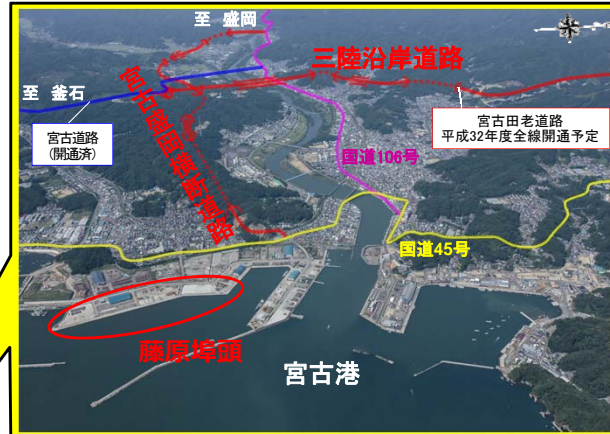 至 盛岡
三陸沿岸道路
至 釜石
宮古道路
(開通済)
宮古盛岡横断道路
宮古田老道路
平成32年度全線開通予定
国道106号
国道45号
藤原埠頭
宮古港